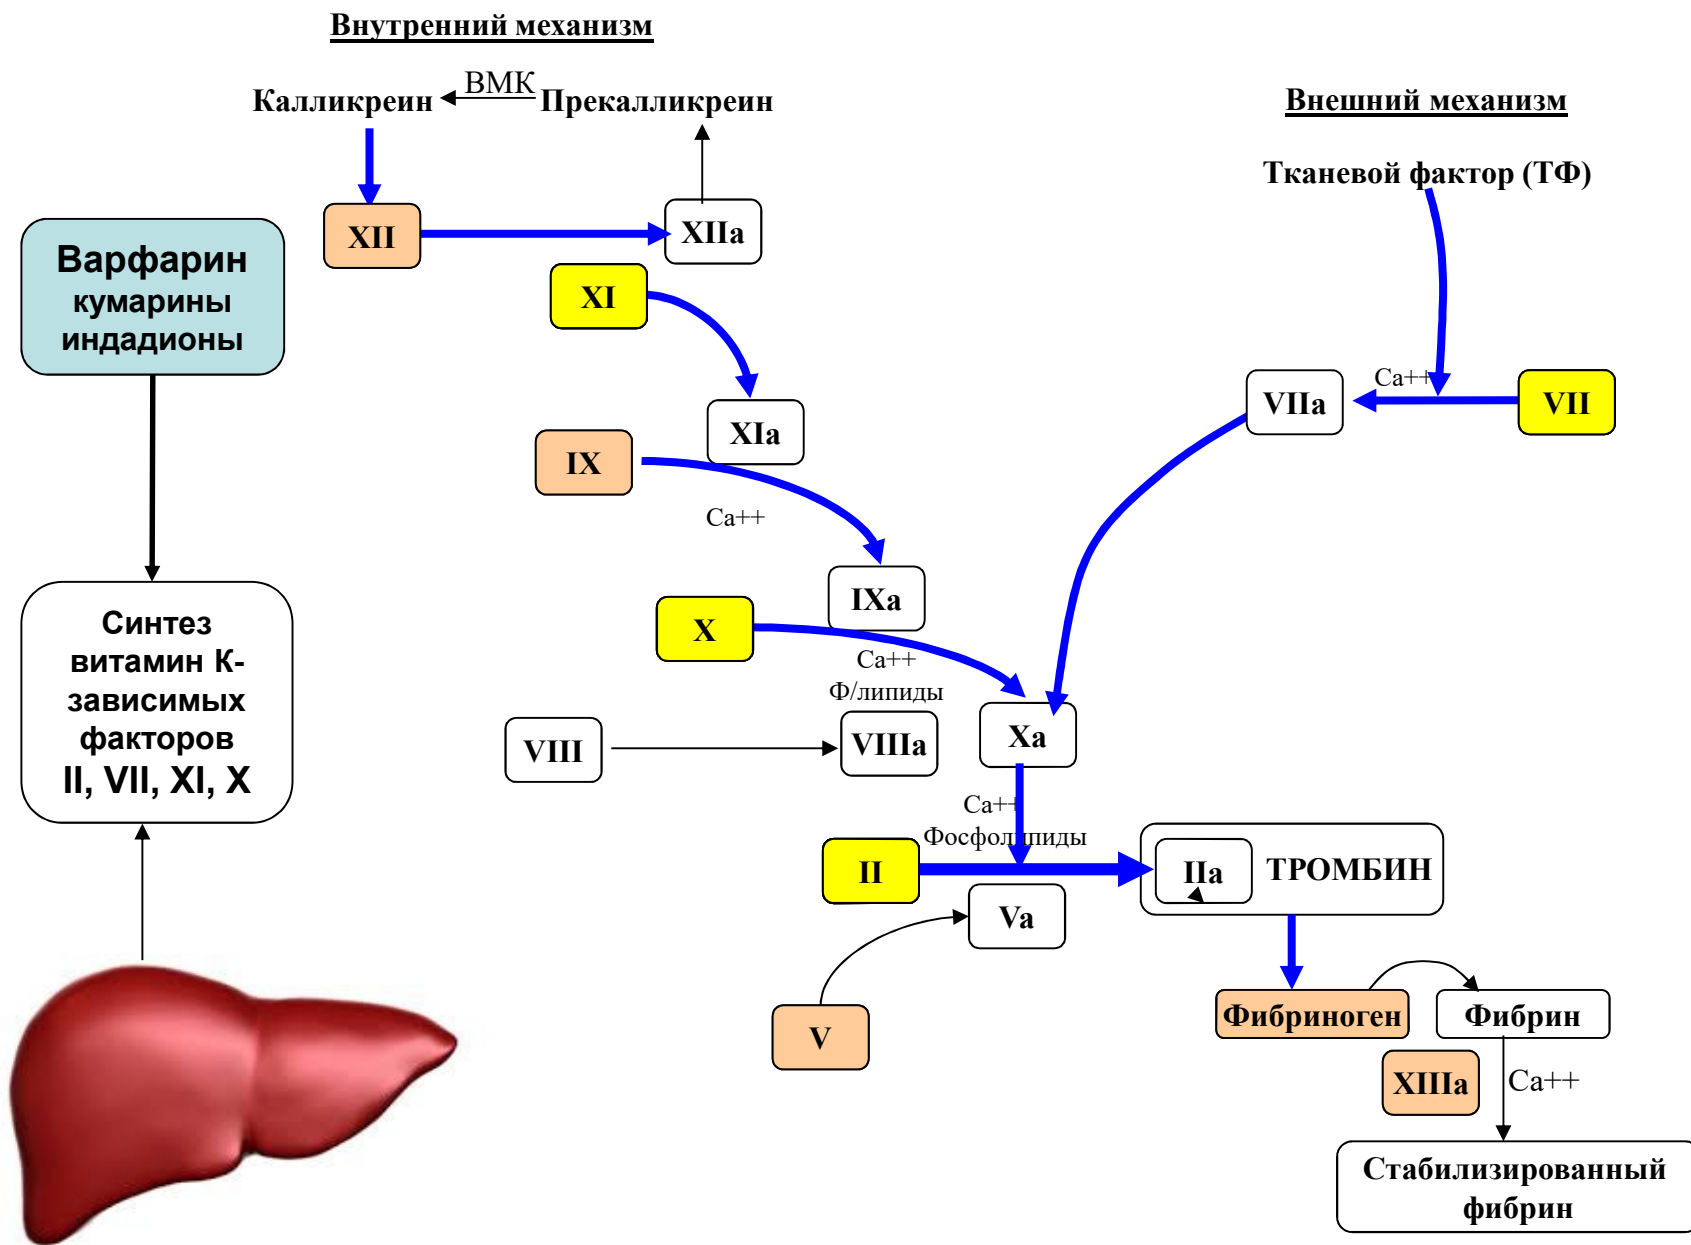 Внутренний механизм
Калликреин
ВМК
Прекалликреин
Внешний механизм
Тканевой фактор (ТФ)
XII
XIIa
Варфарин
кумарины
индадионы
XI
XIa
Ca++
VIIa
VII
IX
Ca++
IXa
X
Ca++
Ф/липиды
Синтез
витамин К-
зависимых
факторов
II, VII, XI, X
VIII
VIIIa
Xa
Ca++
Фосфолипиды
II
IIa
ТРОМБИН
Va
V
Фибриноген
Фибрин
XIIIa
Ca++
Стабилизированный
фибрин